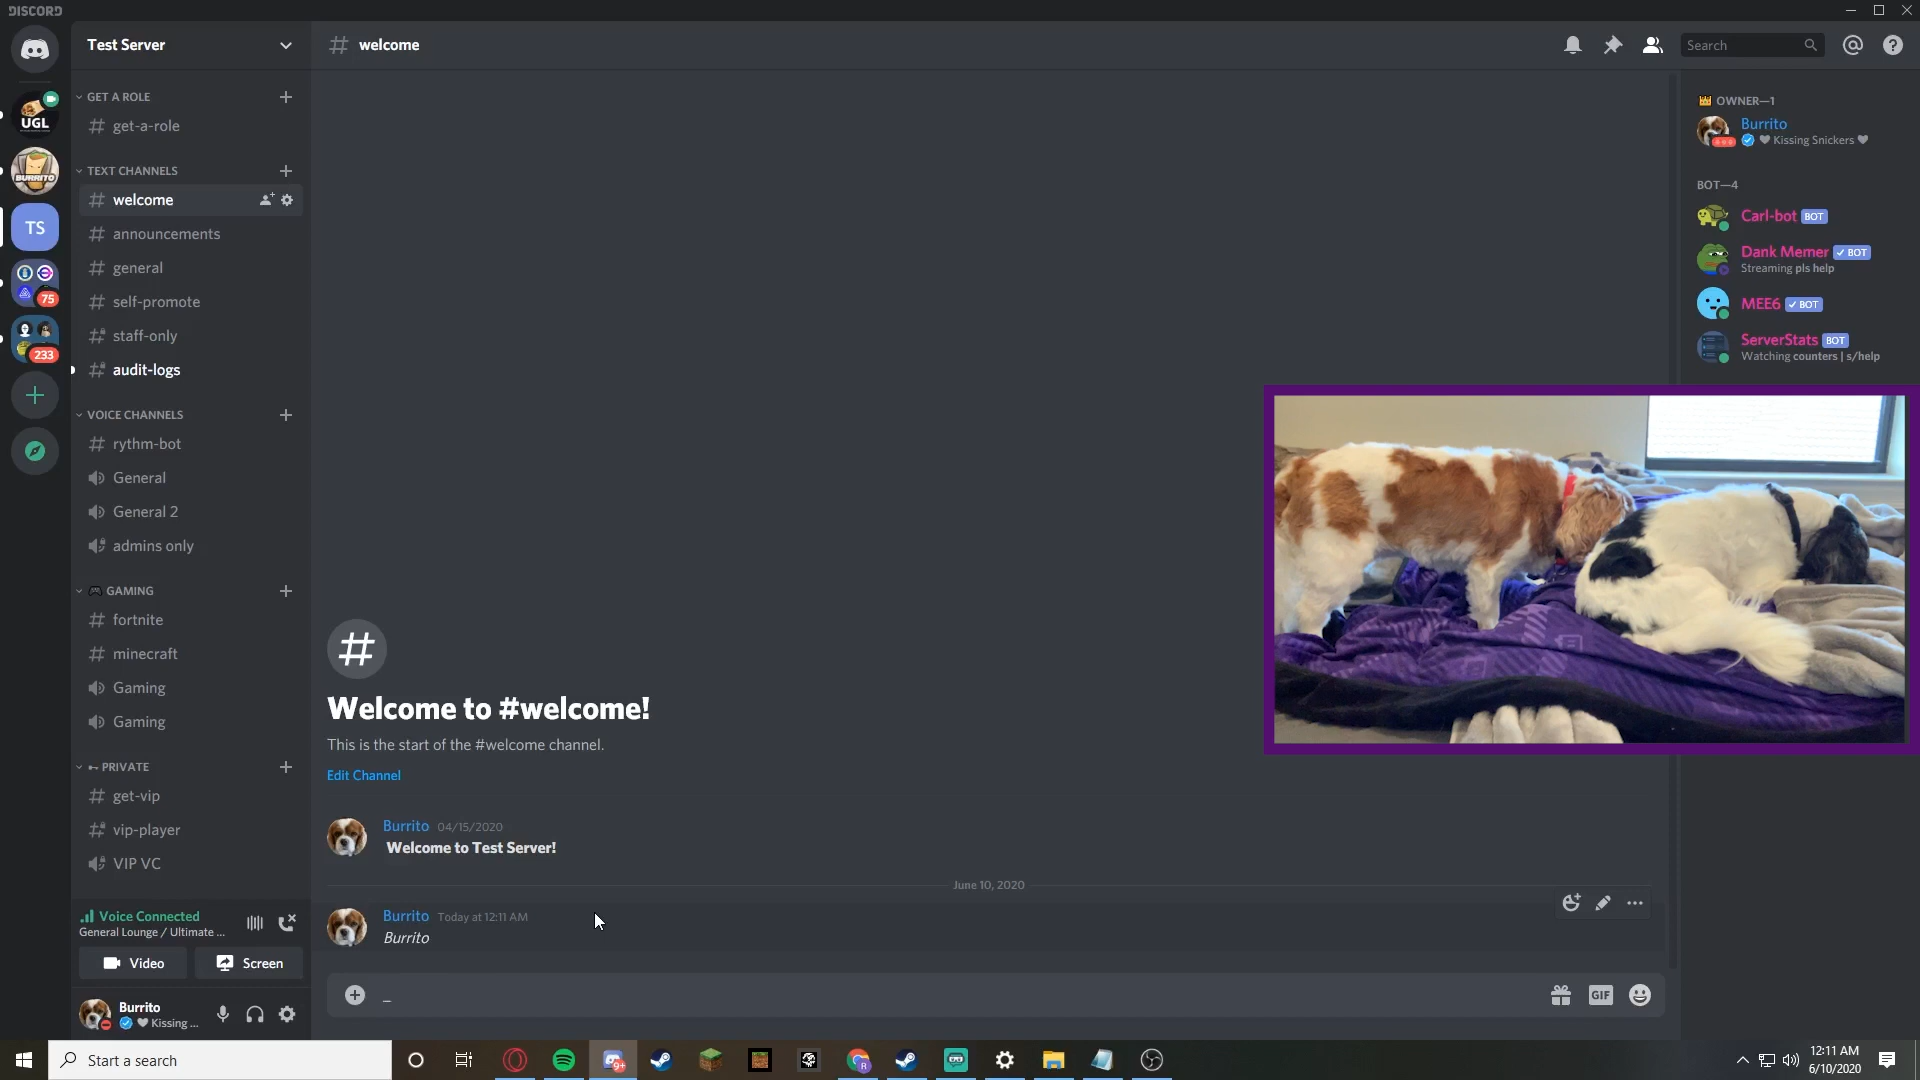 DISCORD
Test Server
welcome
Search
GET A ROLE
get-a-role
TEXT CHANNELS
welcome
announcements
general
self-promote
staff-only
audit-logs
VOICE CHANNELS
rythm-bot
General
General 2
admins only
GAMING
fortnite
minecraft
Gaming
Gaming
PRIVATE
get-vip
vip-player
VIP VC
Voice Connected
General Lounge / Ultimate ...
Video
Screen
Burrito
Kissing ...
UGL
BURRITO
TS
75
233
Welcome to #welcome!
This is the start of the #welcome channel.
Edit Channel
Burrito 04/15/2020
Welcome to Test Server!
June 10, 2020
Burrito Today at 12:11 AM
Burrito
_
GIF
OWNER—1
Burrito
Kissing Snickers
BOT—4
Carl-bot BOT
Dank Memer BOT
Streaming pls help
MEE6 BOT
ServerStats BOT
Watching counters | s/help
Start a search
9+
R
12:11 AM
6/10/2020